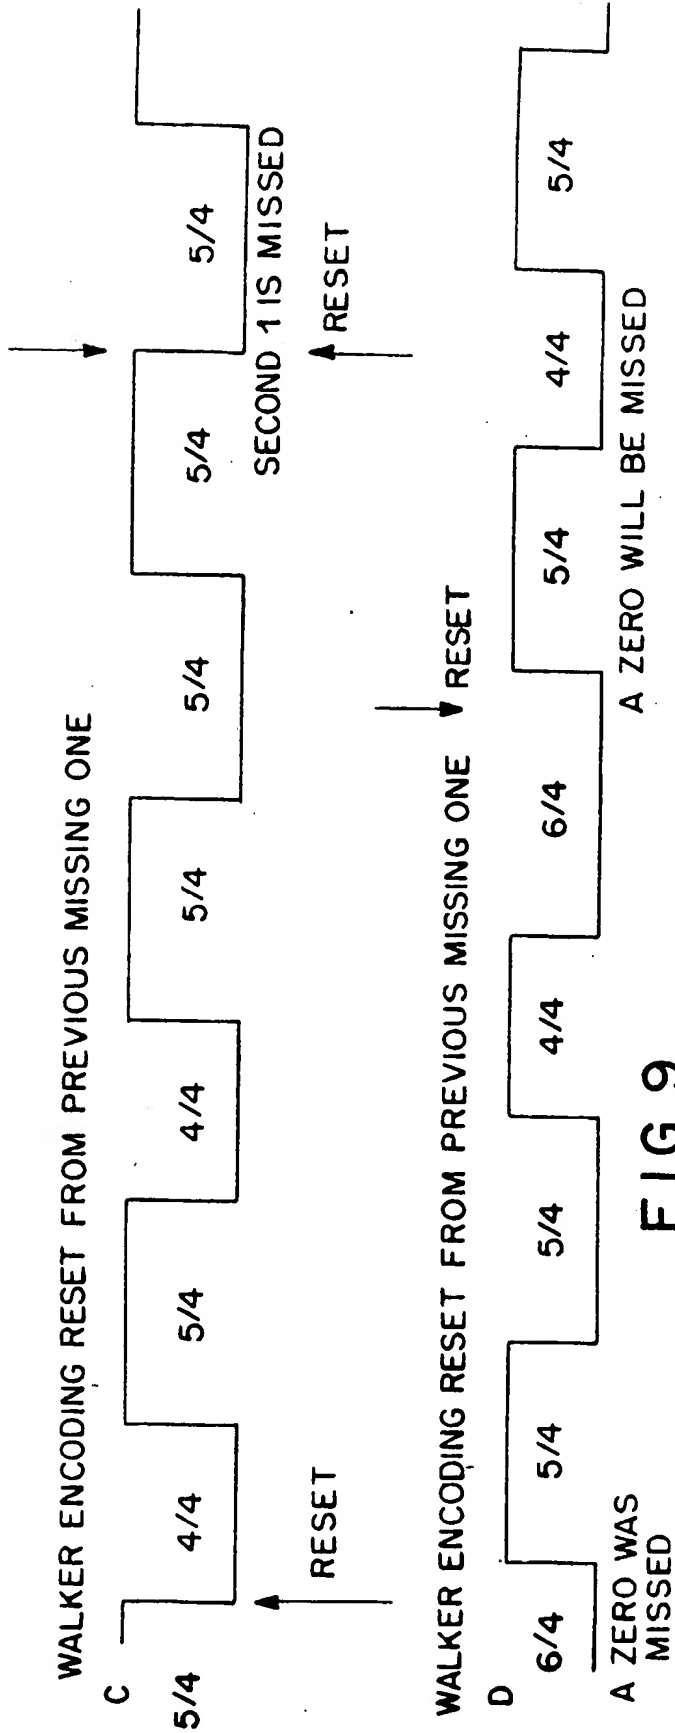 WALKER ENCODING RESET FROM PREVIOUS MISSING ONE
C
5/4
4/4
5/4
4/4
5/4
5/4
5/4
5/4
SECOND 1 IS MISSED
RESET
RESET
WALKER ENCODING RESET FROM PREVIOUS MISSING ONE
RESET
D
6/4
5/4
5/4
4/4
6/4
5/4
4/4
5/4
A ZERO WAS
MISSED
A ZERO WILL BE MISSED
FIG. 9